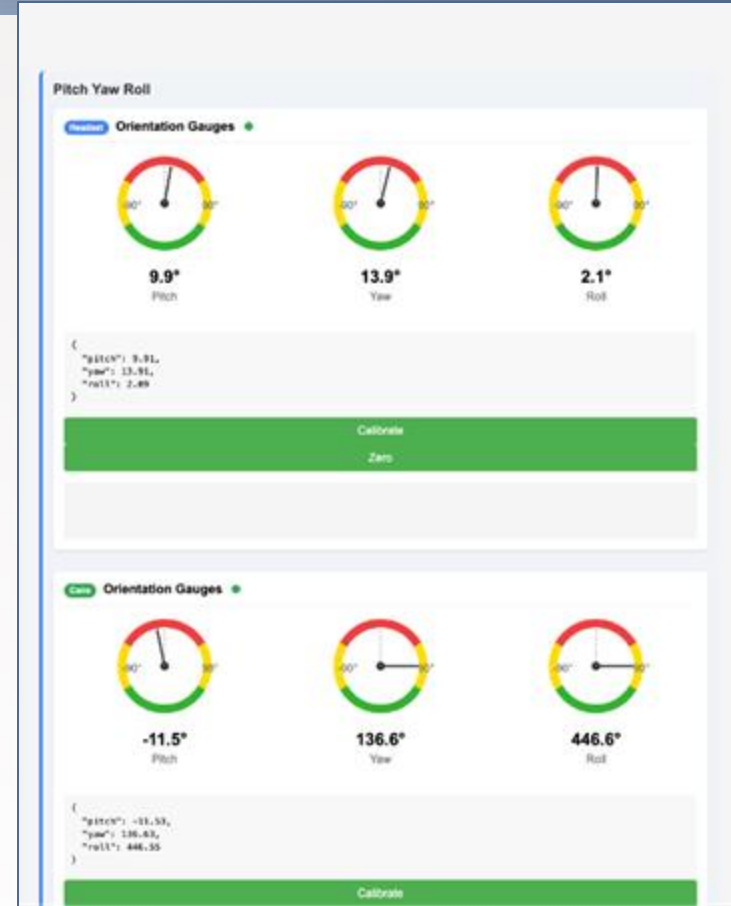 Pitch Yaw Roll
Headset Orientation Gauges
-90° 90° -90° 90° -90° 90°
9.9° 13.9° 2.1°
Pitch Yaw Roll
{
"pitch": 9.91,
"yaw": 13.91,
"roll": 2.09
}
Calibrate
Zero
Cane Orientation Gauges
-90° 90° -90° 90° -90° 90°
-11.5° 136.6° 446.6°
Pitch Yaw Roll
{
"pitch": -11.53,
"yaw": 136.63,
"roll": 446.55
}
Calibrate